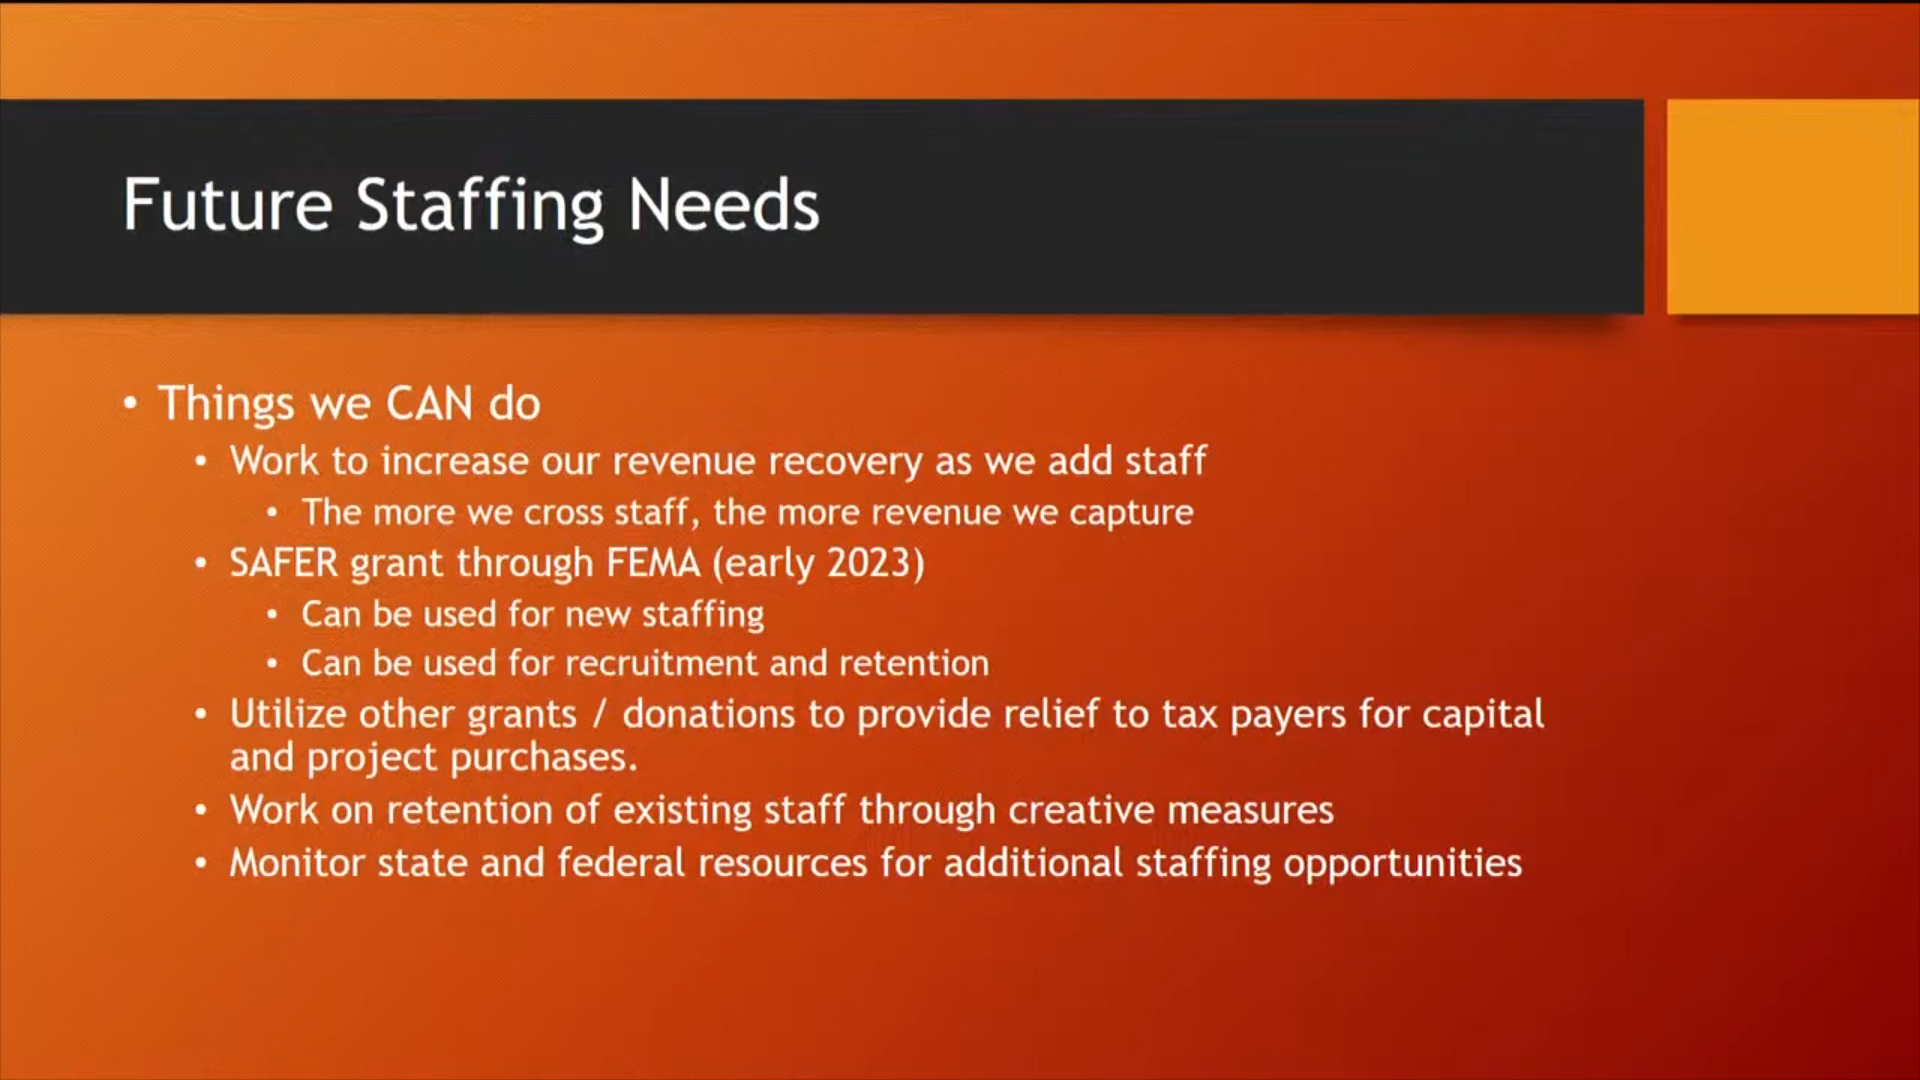 Future Staffing Needs
• Things we CAN do
• Work to increase our revenue recovery as we add staff
• The more we cross staff, the more revenue we capture
• SAFER grant through FEMA (early 2023)
• Can be used for new staffing
• Can be used for recruitment and retention
• Utilize other grants / donations to provide relief to tax payers for capital
and project purchases.
• Work on retention of existing staff through creative measures
• Monitor state and federal resources for additional staffing opportunities